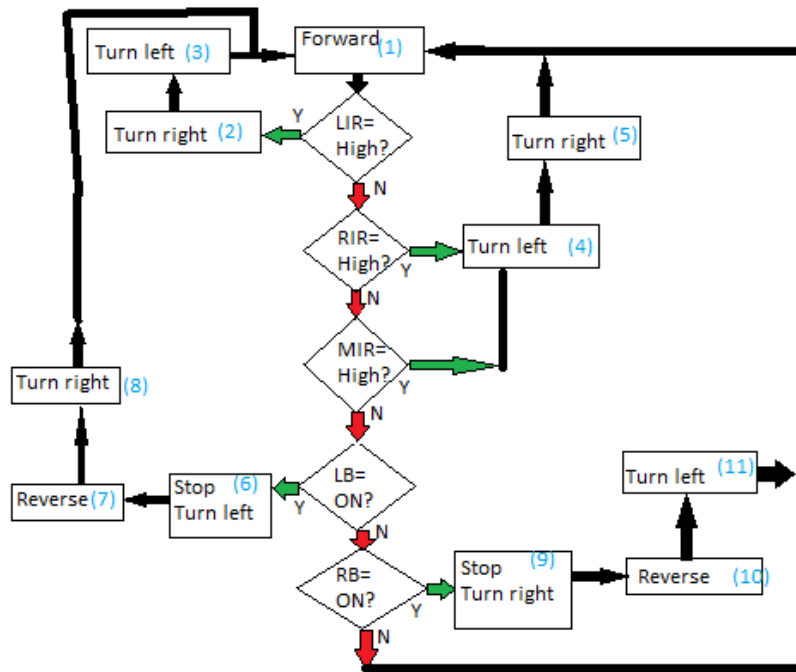 Forward (1)
Turn left (3)
Y
LIR=
High?
Turn right (2)
Turn right (5)
N
RIR=
High?
Y
Turn left (4)
N
MIR=
High?
Y
Turn right (8)
N
LB=
ON?
Y
Stop (6)
Turn left
Reverse(7)
Turn left (11)
N
RB=
ON?
Y
Stop (9)
Turn right
Reverse (10)
N